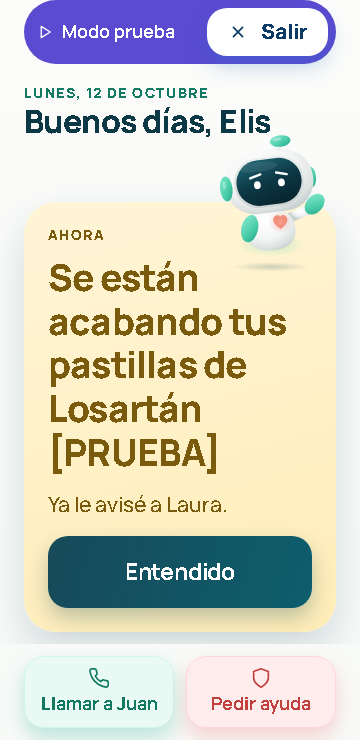 Modo prueba
Salir
LUNES, 12 DE OCTUBRE
Buenos días, Elis
AHORA
Se están
acabando tus
pastillas de
Losartán
[PRUEBA]
Ya le avisé a Laura.
Entendido
Llamar a Juan
Pedir ayuda